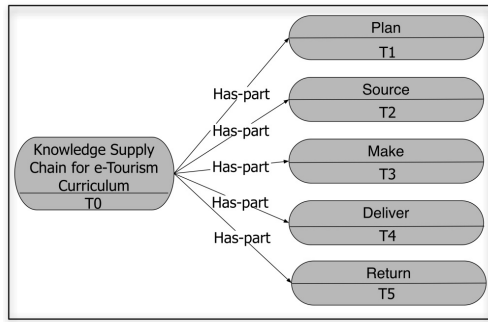 Plan
T1
Has-part
Source
T2
Has-part
Knowledge Supply
Chain for e-Tourism
Curriculum
T0
Make
T3
Has-part
Deliver
T4
Has-part
Return
T5
Has-part